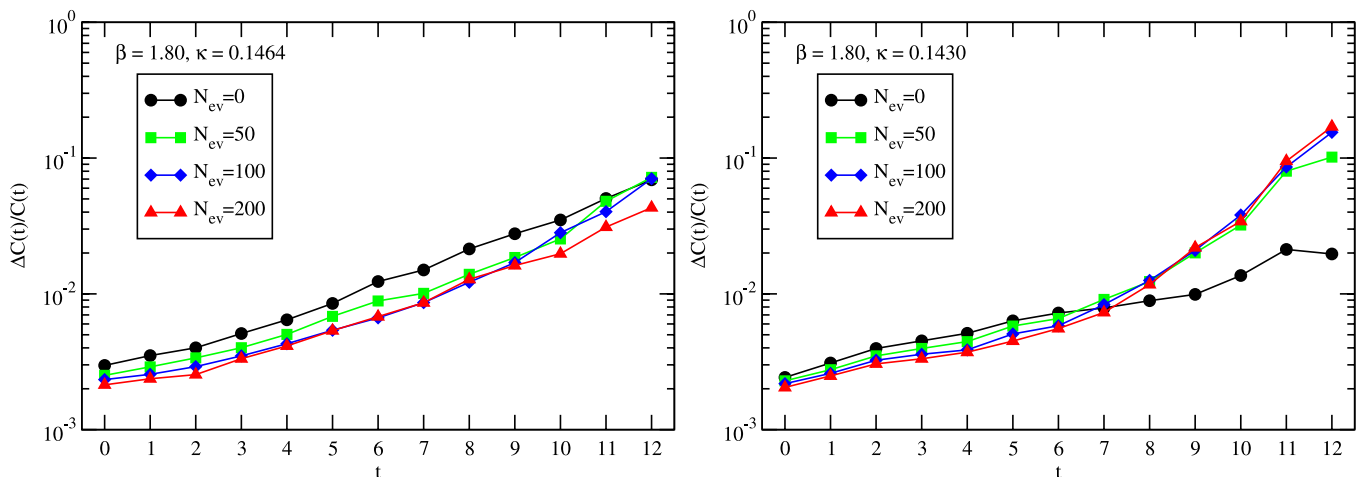 10^0
β = 1.80, κ = 0.1464
N_ev=0
N_ev=50
10^-1
N_ev=100
N_ev=200
ΔC(t)/C(t)
10^-2
10^-3
0 1 2 3 4 5 6 7 8 9 10 11 12
t
10^0
β = 1.80, κ = 0.1430
N_ev=0
N_ev=50
10^-1
N_ev=100
N_ev=200
ΔC(t)/C(t)
10^-2
10^-3
0 1 2 3 4 5 6 7 8 9 10 11 12
t